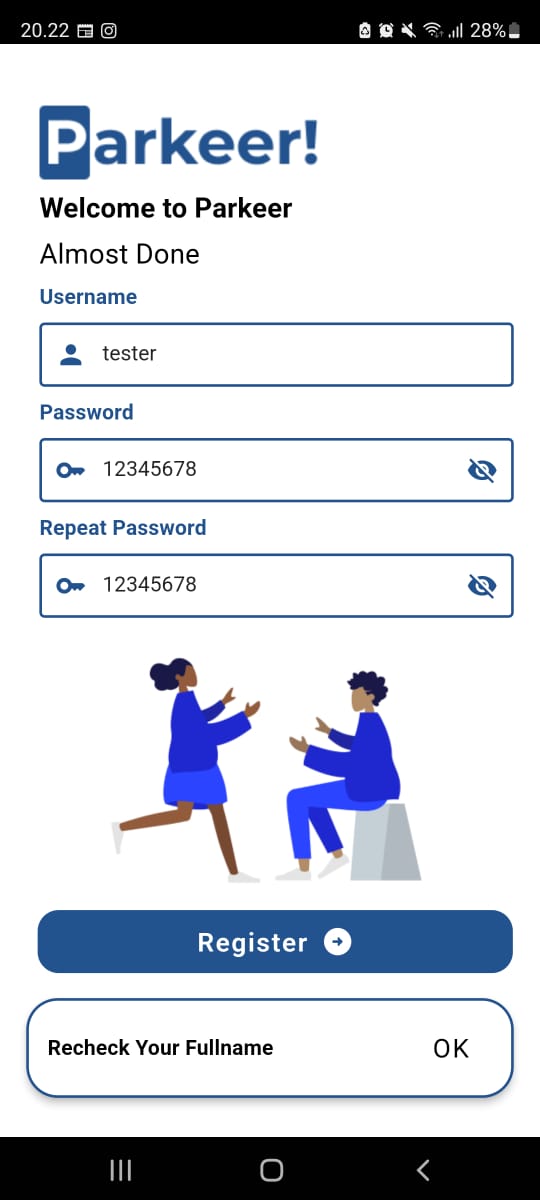 20.22 28%
Parkeer!
Welcome to Parkeer
Almost Done
Username
tester
Password
12345678
Repeat Password
12345678
Register
Recheck Your Fullname OK